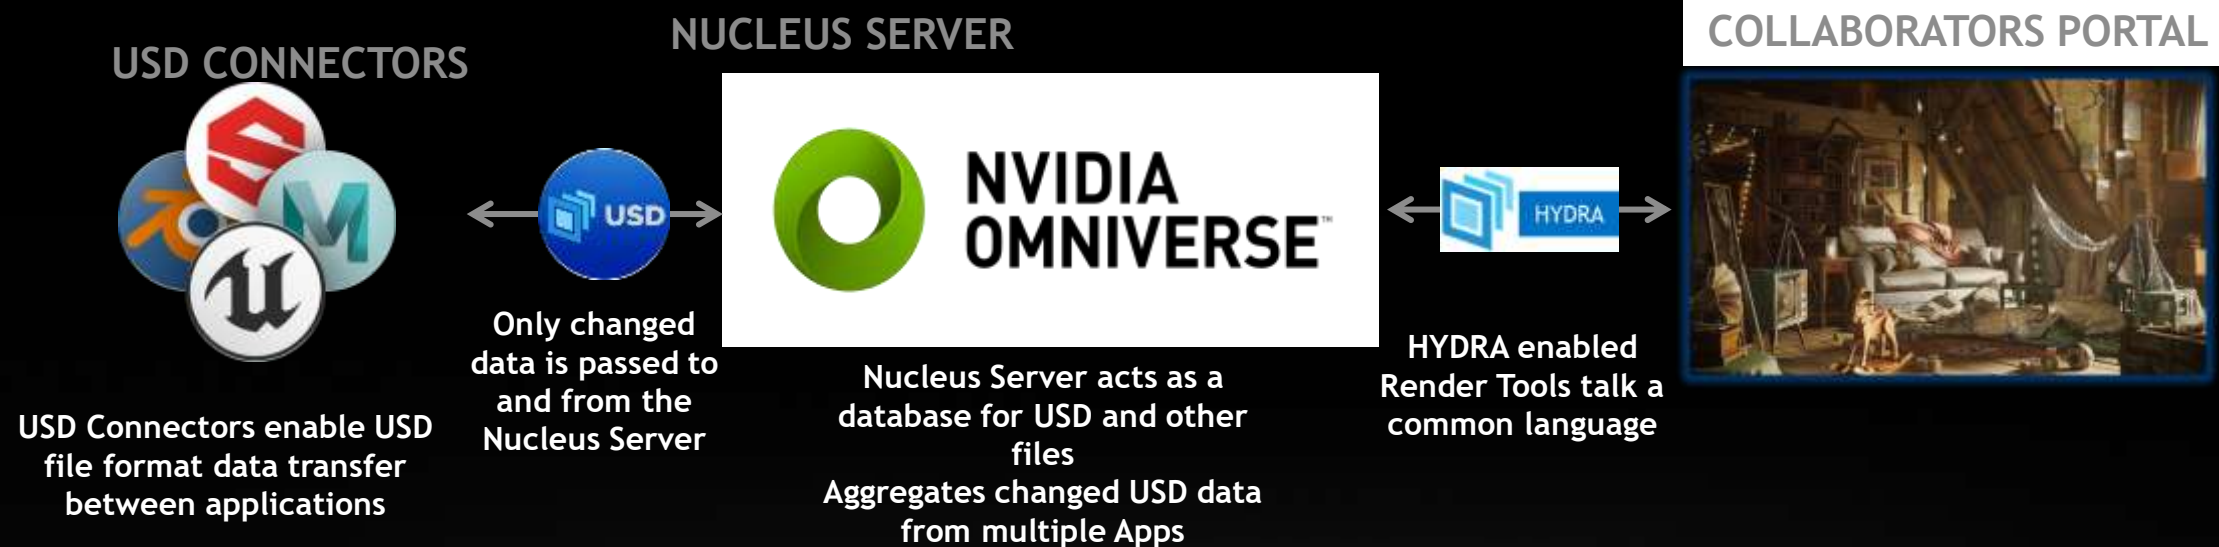 USD CONNECTORS
USD Connectors enable USD
file format data transfer
between applications
USD
Only changed
data is passed to
and from the
Nucleus Server
NUCLEUS SERVER
NVIDIA
OMNIVERSE™
Nucleus Server acts as a
database for USD and other
files
Aggregates changed USD data
from multiple Apps
HYDRA
HYDRA enabled
Render Tools talk a
common language
COLLABORATORS PORTAL